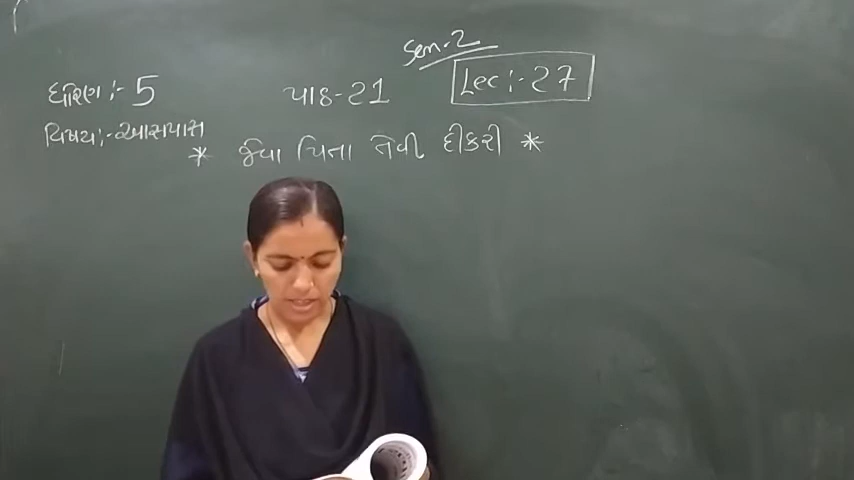 Sem-2
ધોરણ :- 5 પાઠ-21 Lec :- 27
વિષય :- આસપાસ
* જેવા પિતા તેવી દીકરી *